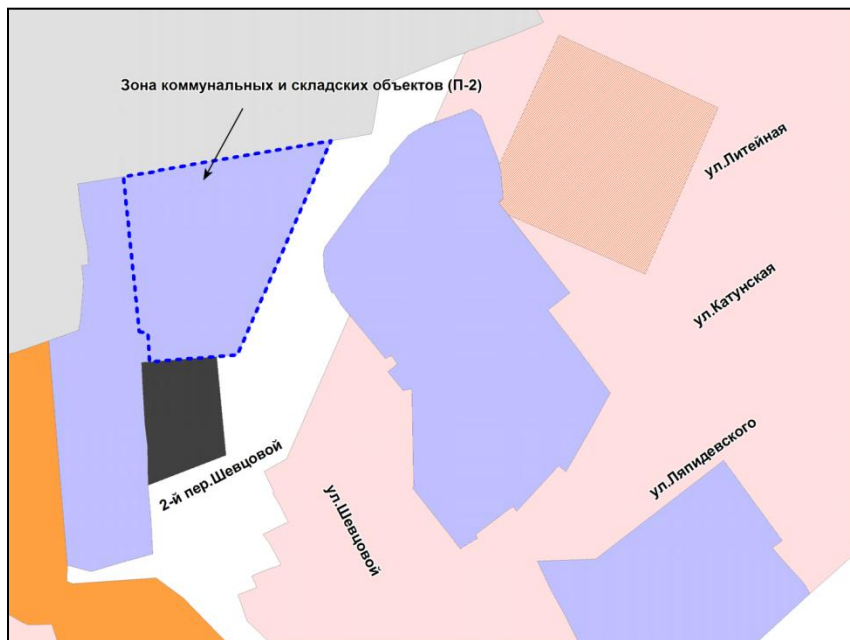 Зона коммунальных и складских объектов (П-2)
ул.Литейная
ул.Катунская
ул.Ляпидевского
2-й пер.Шевцовой
ул.Шевцовой